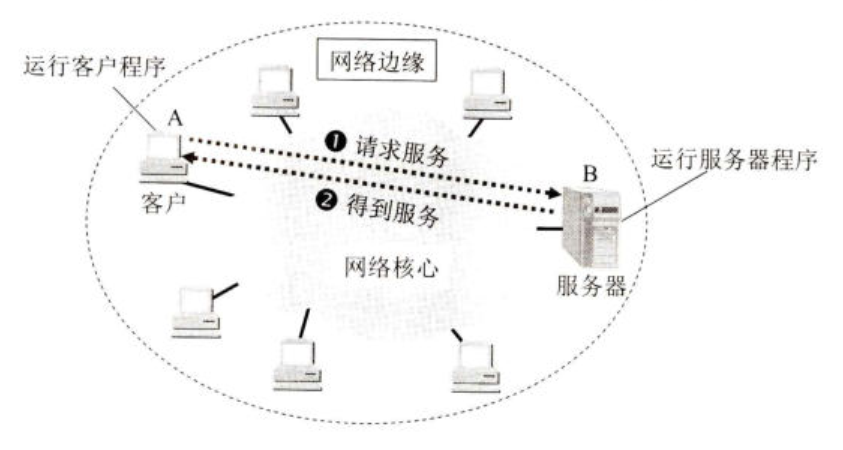 网络边缘
运行客户程序
A
❶ 请求服务
B
运行服务器程序
客户
❷ 得到服务
网络核心
服务器